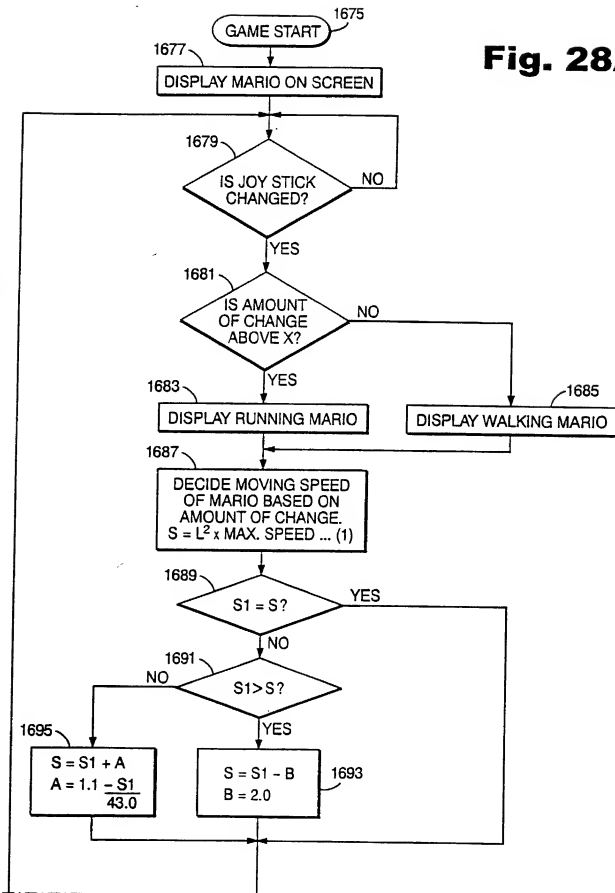 1675
GAME START
Fig. 28
1677
DISPLAY MARIO ON SCREEN
1679
IS JOY STICK
CHANGED?
NO
YES
1681
IS AMOUNT
OF CHANGE
ABOVE X?
NO
YES
1683
DISPLAY RUNNING MARIO
1685
DISPLAY WALKING MARIO
1687
DECIDE MOVING SPEED
OF MARIO BASED ON
AMOUNT OF CHANGE.
S = L² x MAX. SPEED ... (1)
1689
S1 = S?
YES
NO
1691
S1> S?
NO
YES
1695
S = S1 + A
A = 1.1 - S1
43.0
S = S1 - B
B = 2.0
1693